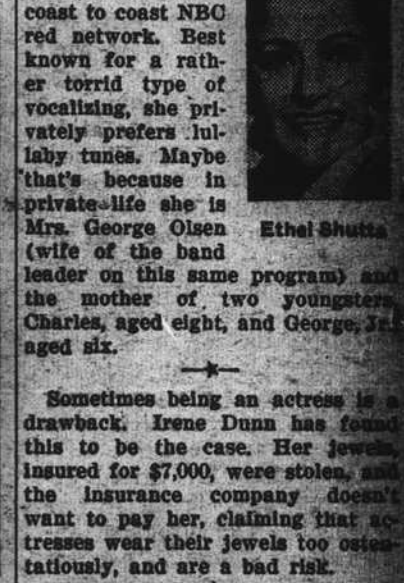 coast to coast NBC
red network. Best
known for a rath-
er torrid type of
vocalizing, she pri-
vately prefers lul-
laby tunes. Maybe
that's because in
private life she is
Mrs. George Olsen
(wife of the band
Ethel Shutta
leader on this same program) and
the mother of two youngsters,
Charles, aged eight, and George, Jr.,
aged six.
Sometimes being an actress is a
drawback. Irene Dunn has found
this to be the case. Her jewels,
insured for $7,000, were stolen, and
the insurance company doesn't
want to pay her, claiming that ac-
tresses wear their jewels too osten-
tatiously, and are a bad risk.